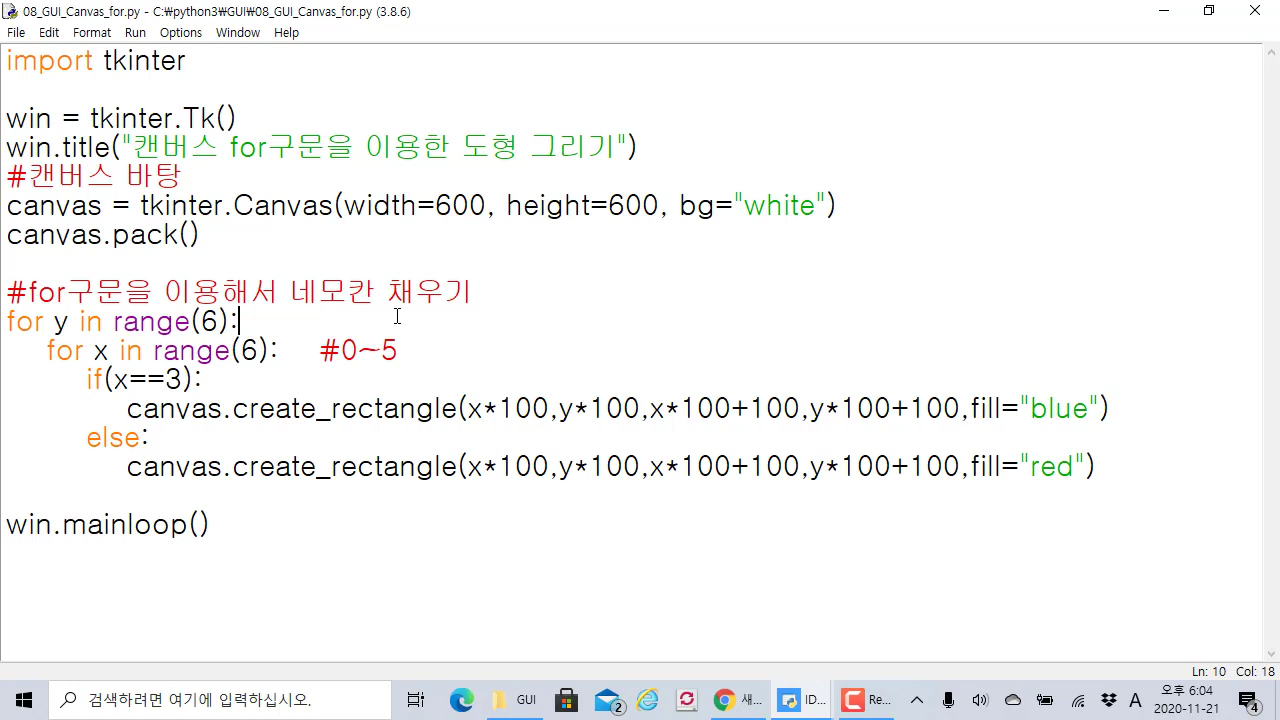 08_GUI_Canvas_for.py - C:₩python3₩GUI₩08_GUI_Canvas_for.py (3.8.6)
File Edit Format Run Options Window Help
import tkinter
win = tkinter.Tk()
win.title("캔버스 for구문을 이용한 도형 그리기")
#캔버스 바탕
canvas = tkinter.Canvas(width=600, height=600, bg="white")
canvas.pack()
#for구문을 이용해서 네모칸 채우기
for y in range(6):
    for x in range(6):    #0~5
        if(x==3):
            canvas.create_rectangle(x*100,y*100,x*100+100,y*100+100,fill="blue")
        else:
            canvas.create_rectangle(x*100,y*100,x*100+100,y*100+100,fill="red")
win.mainloop()
Ln: 10 Col: 18
검색하려면 여기에 입력하십시오. GUI 2 새... ID... Re... A 오후 6:04 4
2020-11-21